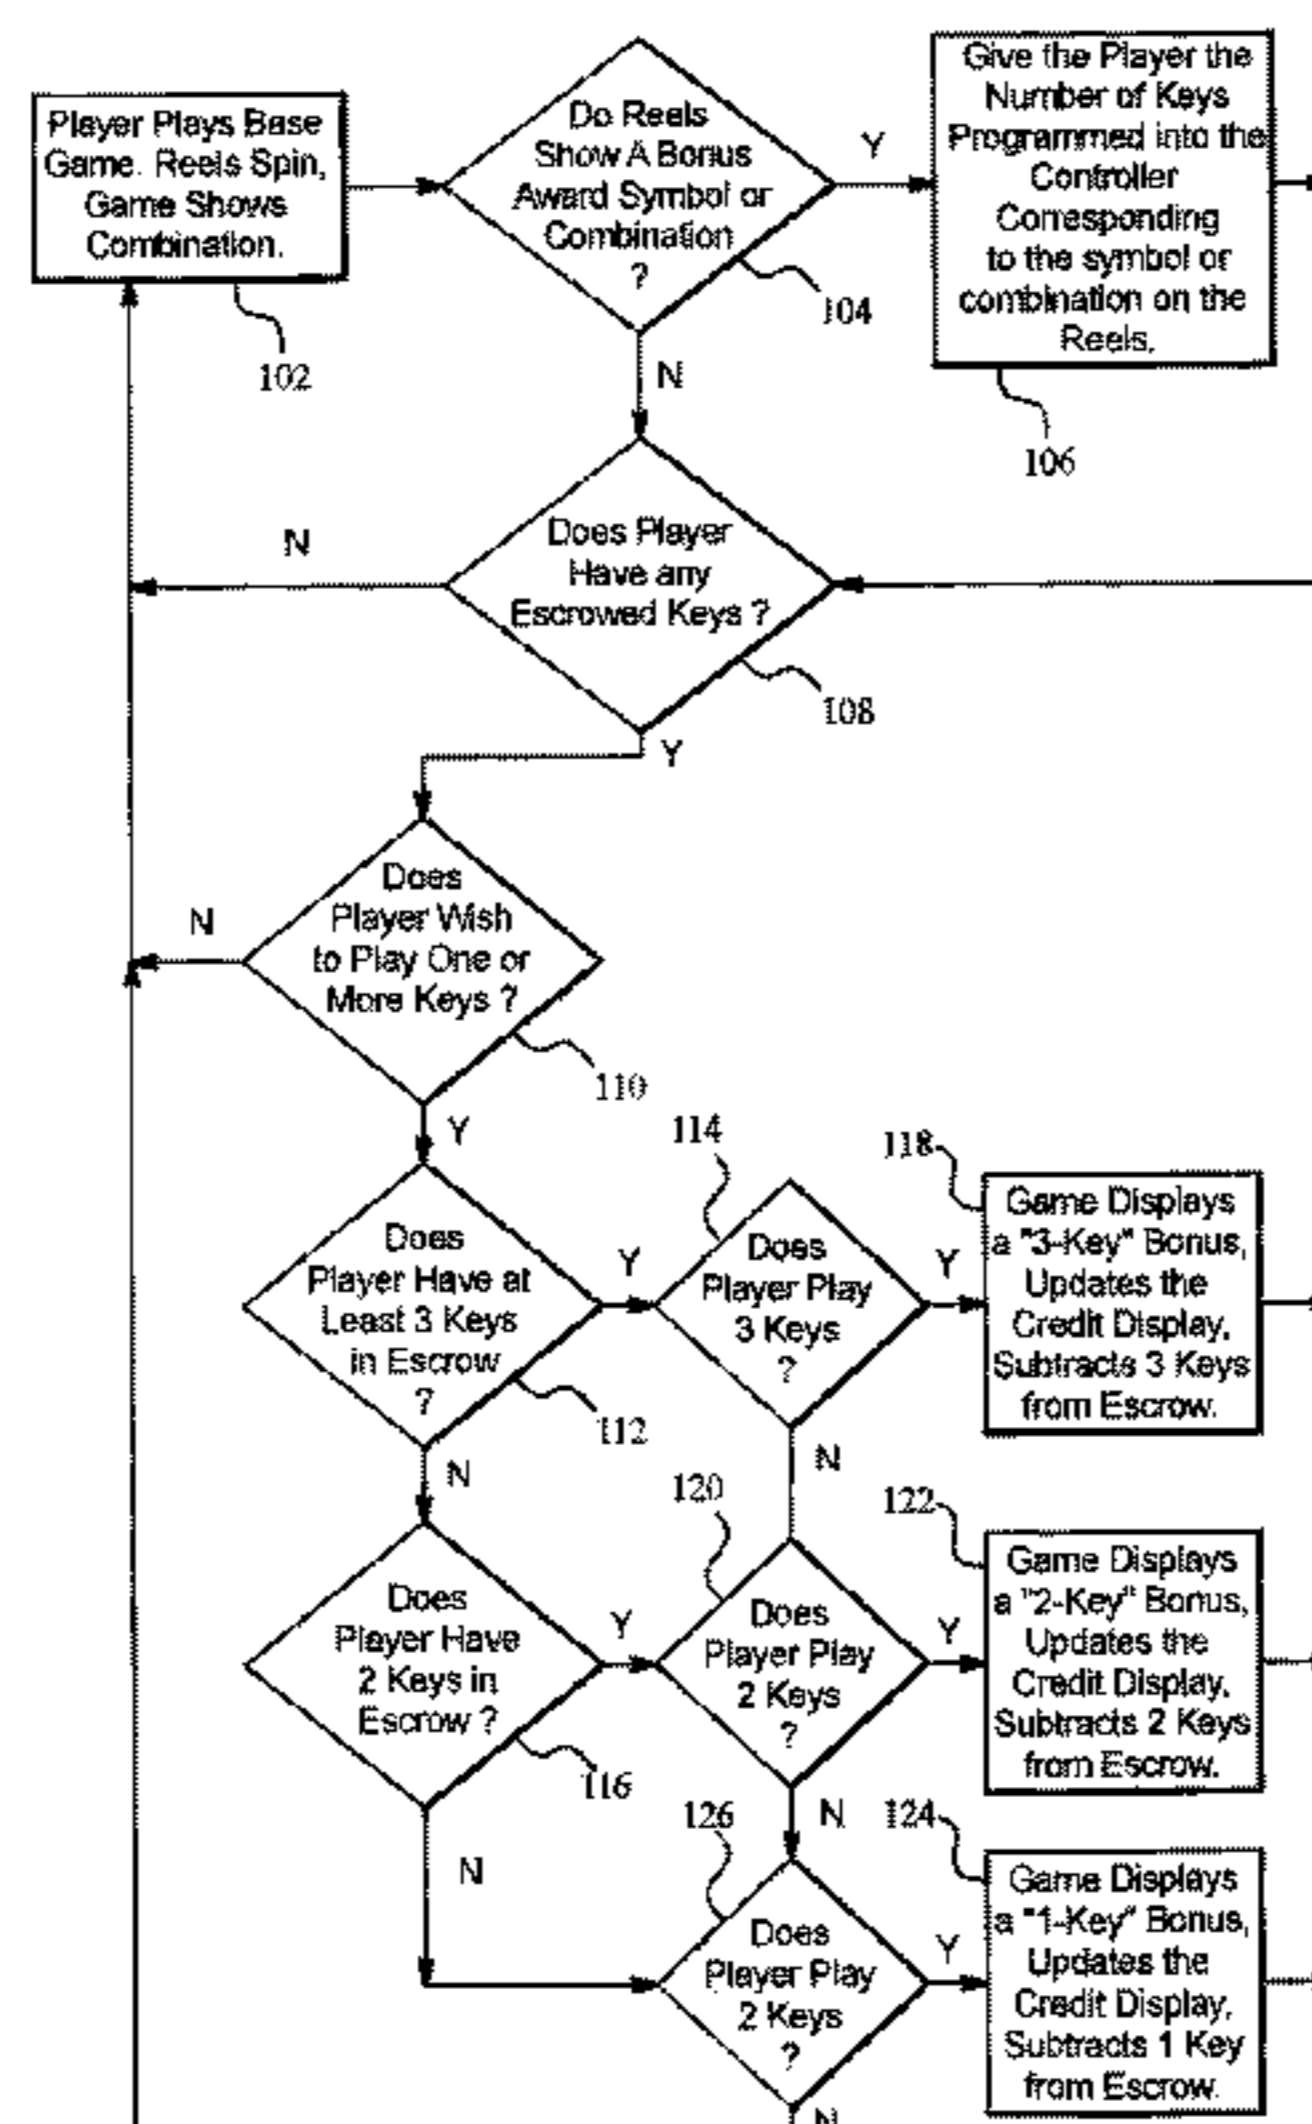 Player Plays Base
Game. Reels Spin,
Game Shows
Combination.
102
Do Reels
Show A Bonus
Award Symbol or
Combination
?
104
Y
N
Give the Player the
Number of Keys
Programmed into the
Controller
Corresponding
to the symbol or
combination on the
Reels.
106
Does Player
Have any
Escrowed Keys ?
108
N
Y
Does
Player Wish
to Play One or
More Keys ?
110
N
Y
Does
Player Have at
Least 3 Keys
in Escrow
?
112
Y
N
114
Does
Player Play
3 Keys
?
Y
N
118
Game Displays
a "3-Key" Bonus,
Updates the
Credit Display,
Subtracts 3 Keys
from Escrow.
Does
Player Have
2 Keys in
Escrow ?
116
Y
N
120
Does
Player Play
2 Keys
?
Y
N
122
Game Displays
a "2-Key" Bonus,
Updates the
Credit Display,
Subtracts 2 Keys
from Escrow.
126
Does
Player Play
2 Keys
?
Y
N
124
Game Displays
a "1-Key" Bonus,
Updates the
Credit Display,
Subtracts 1 Key
from Escrow.